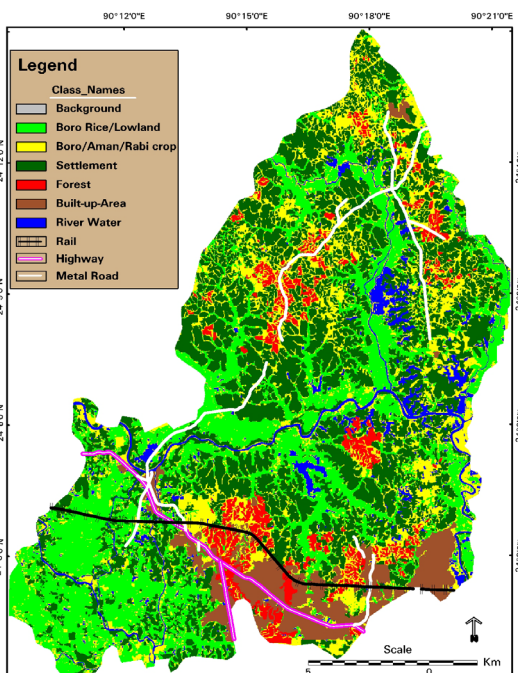 90°12'0"E 90°15'0"E 90°18'0"E 90°21'0"E
Legend
Class_Names
Background
Boro Rice/Lowland
Boro/Aman/Rabi crop
Settlement
Forest
Built-up-Area
River Water
Rail
Highway
Metal Road
N
Scale
5 0 Km